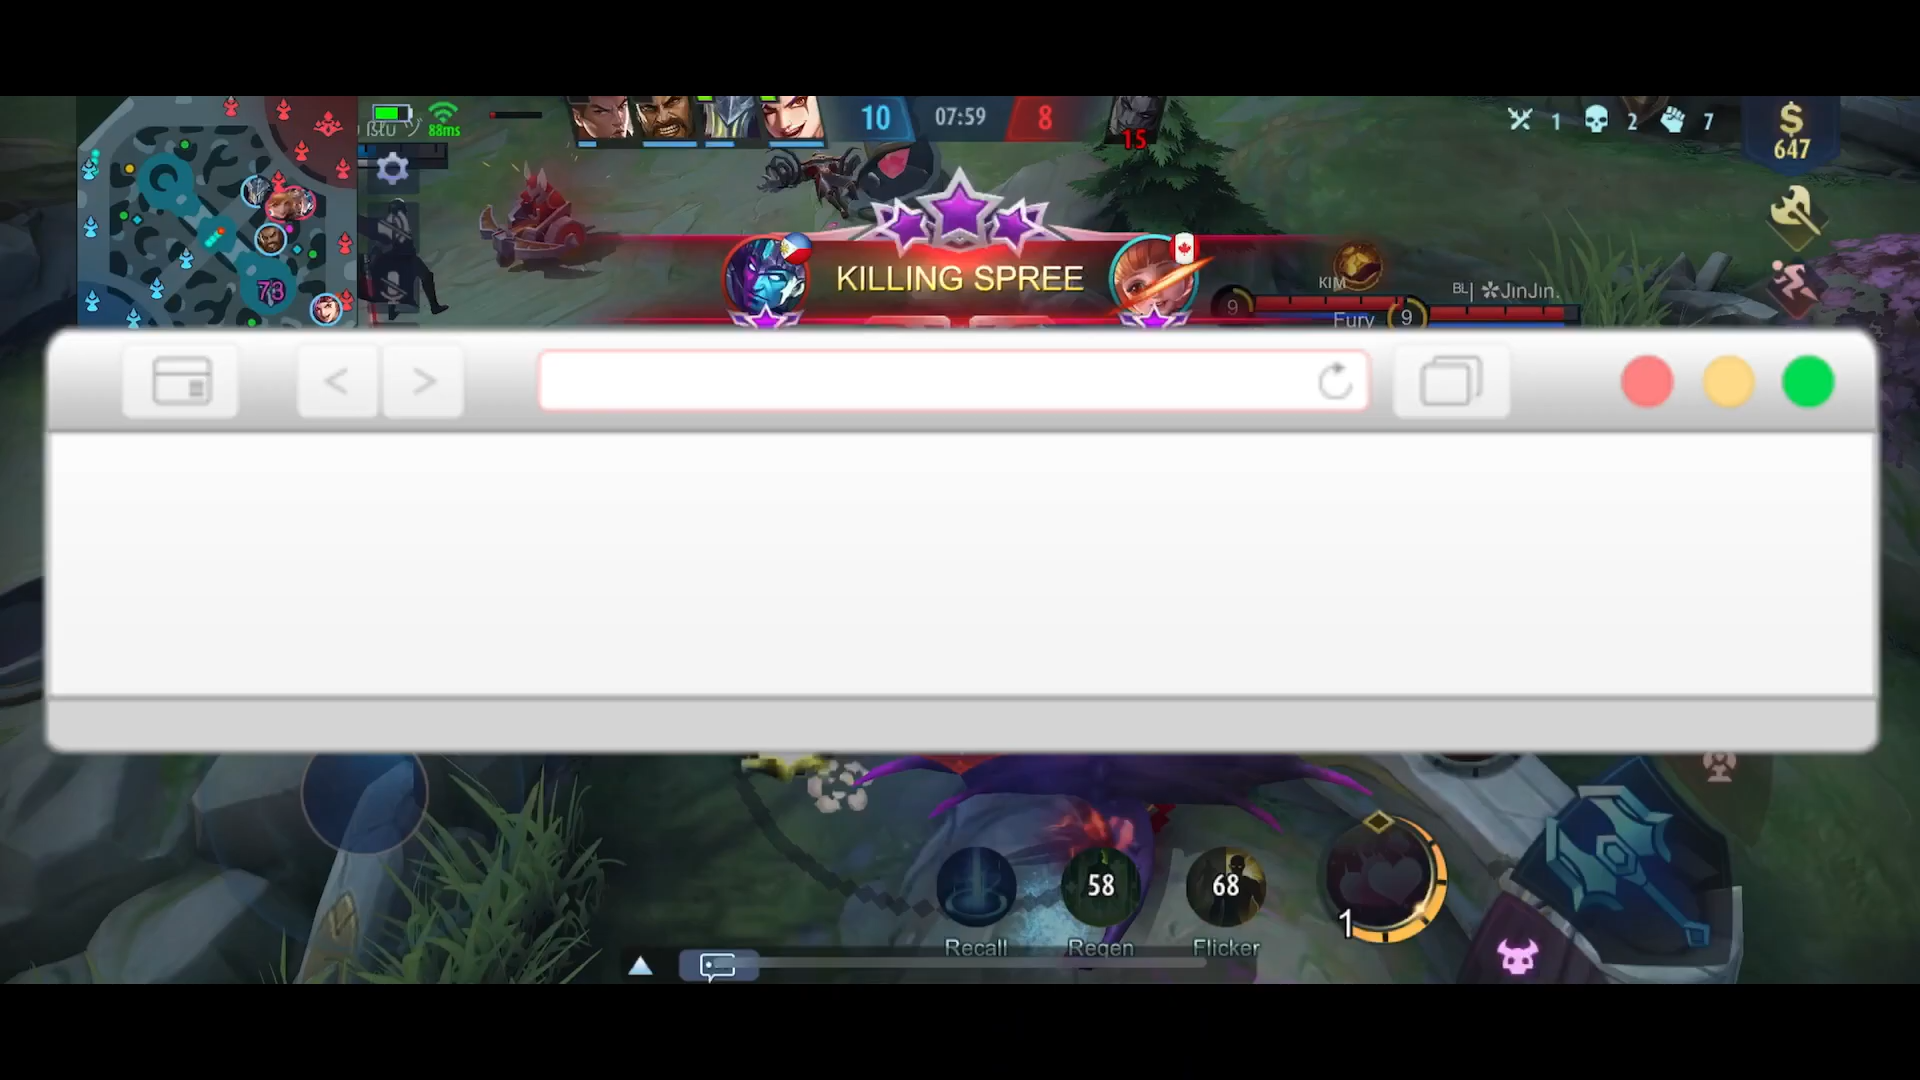 10 07:59 8
15
1 2 7
$
647
88ms
73
KILLING SPREE
KIM
BL| ✲JınJın.
9
Fury 9
< >
58
68
1
Recall Regen Flicker